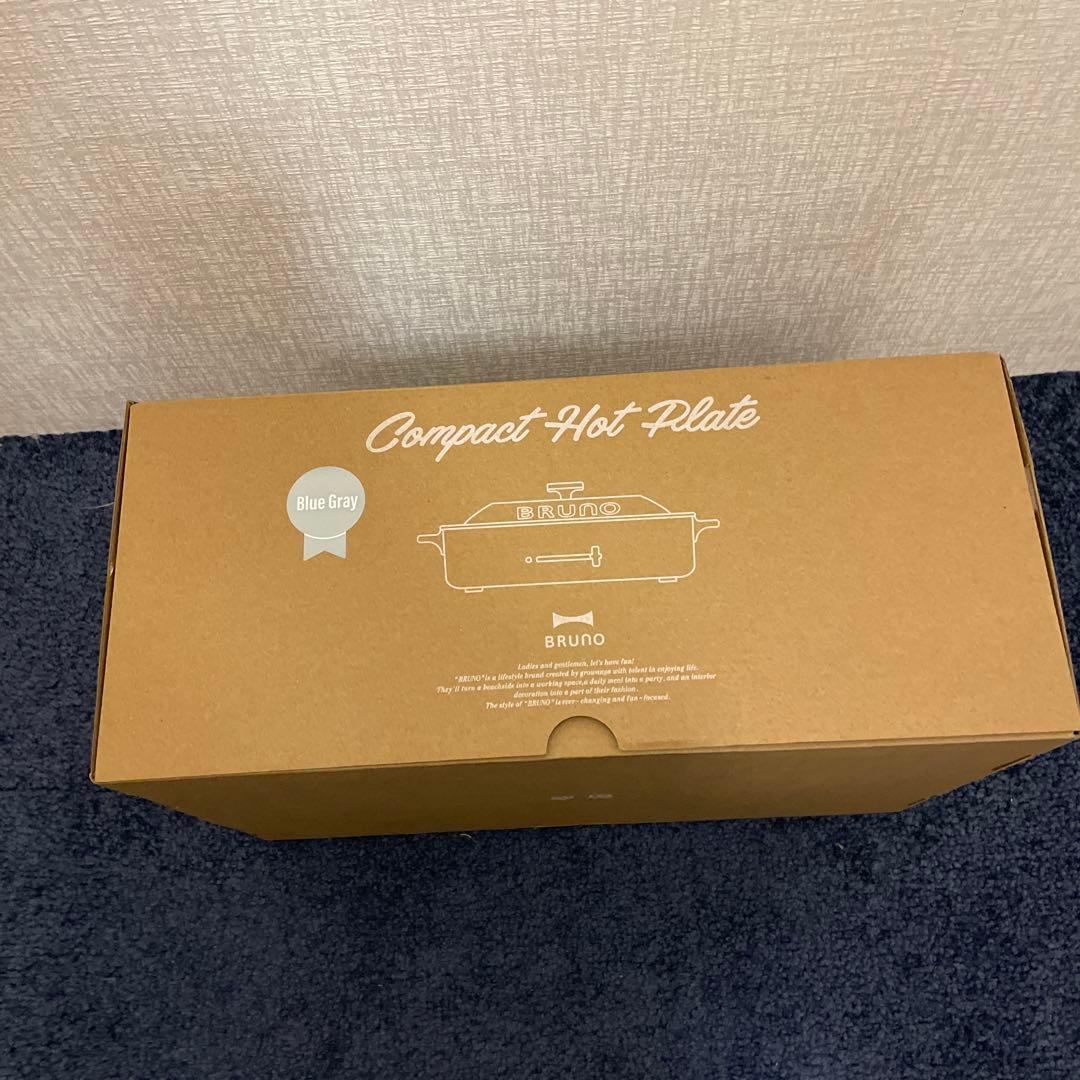 Compact Hot Plate
Blue Gray
BRUNO
BRUNO
Ladies and gentlemen, let's have fun!
"BRUNO" is a lifestyle brand created by grownups with talent in enjoying life.
They'll turn a beachside into a working space, a daily meal into a party, and an interior
decoration into a part of their fashion.
The style of "BRUNO" is ever-changing and fun-focused.